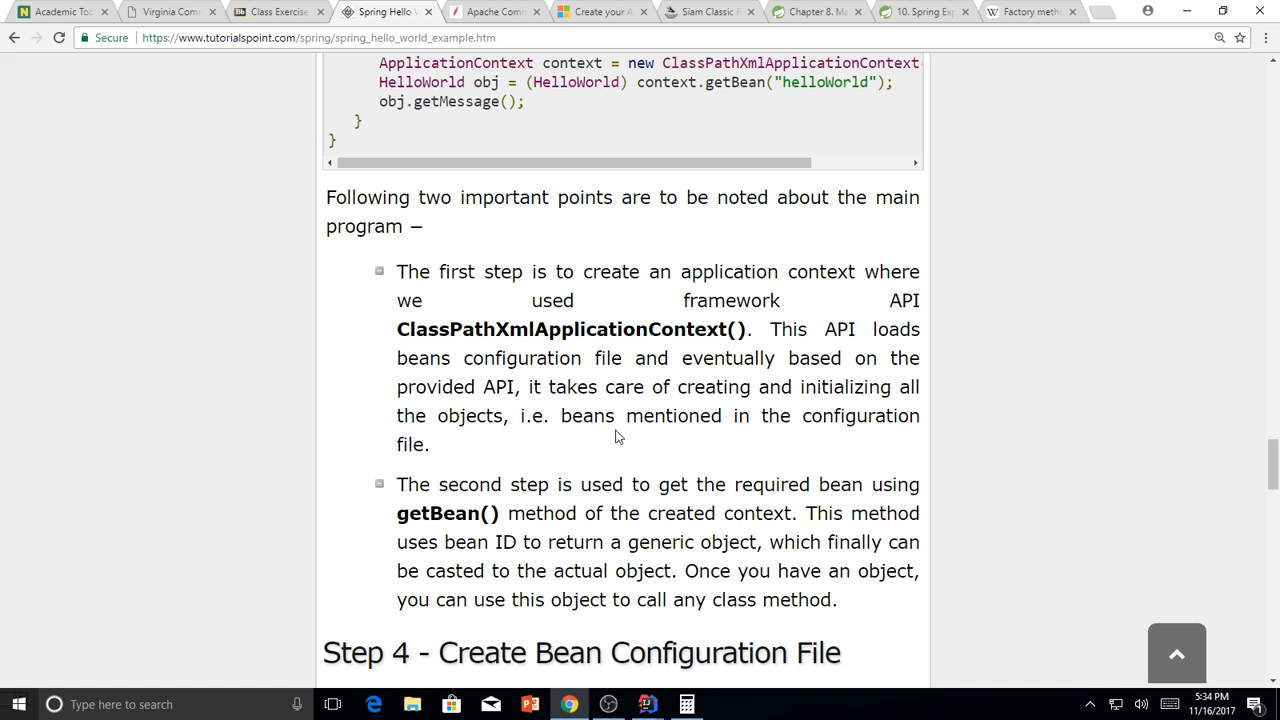 Academic Too
Virginia Com
Class Exercise
Spring Hello W
Apache Com
Create your A
Siam Classic
Chapter 8. M
10. Spring Ex
Factory meth
Secure https://www.tutorialspoint.com/spring/spring_hello_world_example.htm
ApplicationContext context = new ClassPathXmlApplicationContext
HelloWorld obj = (HelloWorld) context.getBean("helloWorld");
obj.getMessage();
}
}
Following two important points are to be noted about the main
program −
The first step is to create an application context where
we used framework API
ClassPathXmlApplicationContext(). This API loads
beans configuration file and eventually based on the
provided API, it takes care of creating and initializing all
the objects, i.e. beans mentioned in the configuration
file.
The second step is used to get the required bean using
getBean() method of the created context. This method
uses bean ID to return a generic object, which finally can
be casted to the actual object. Once you have an object,
you can use this object to call any class method.
Step 4 - Create Bean Configuration File
Type here to search
5:34 PM
11/16/2017